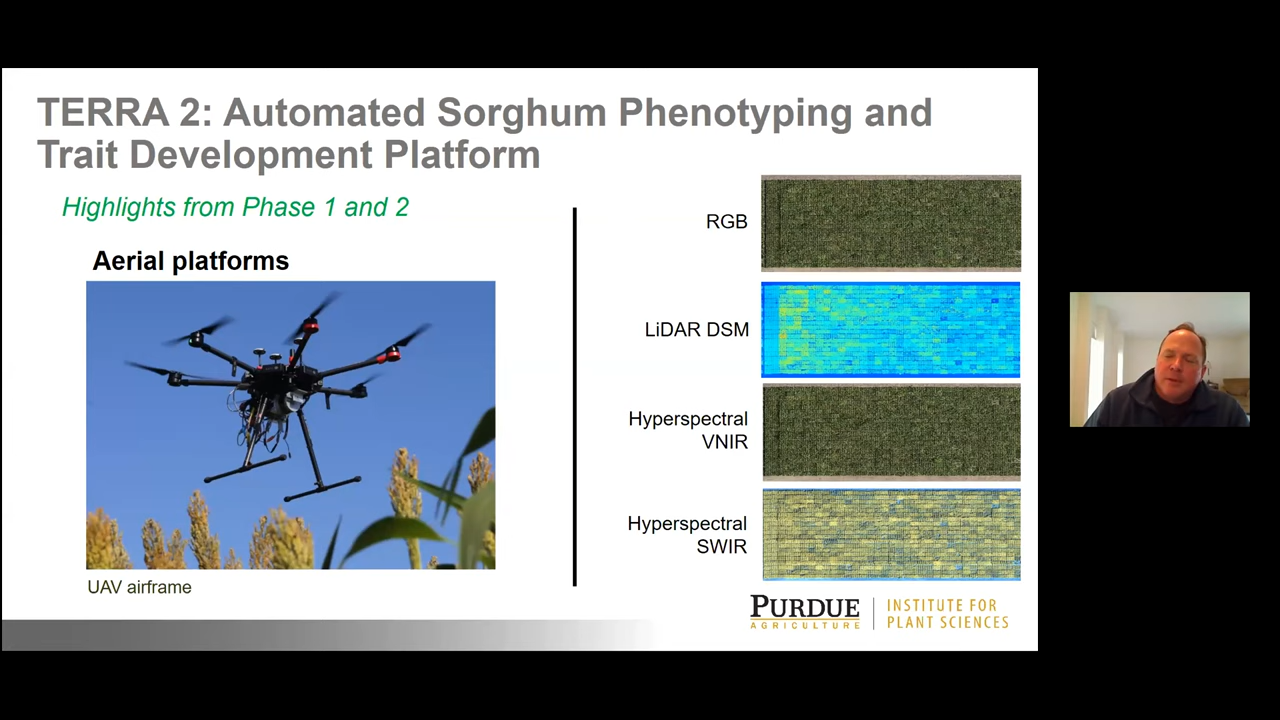 TERRA 2: Automated Sorghum Phenotyping and
Trait Development Platform
Highlights from Phase 1 and 2
Aerial platforms
UAV airframe
RGB
LiDAR DSM
Hyperspectral
VNIR
Hyperspectral
SWIR
PURDUE
AGRICULTURE
INSTITUTE FOR
PLANT SCIENCES